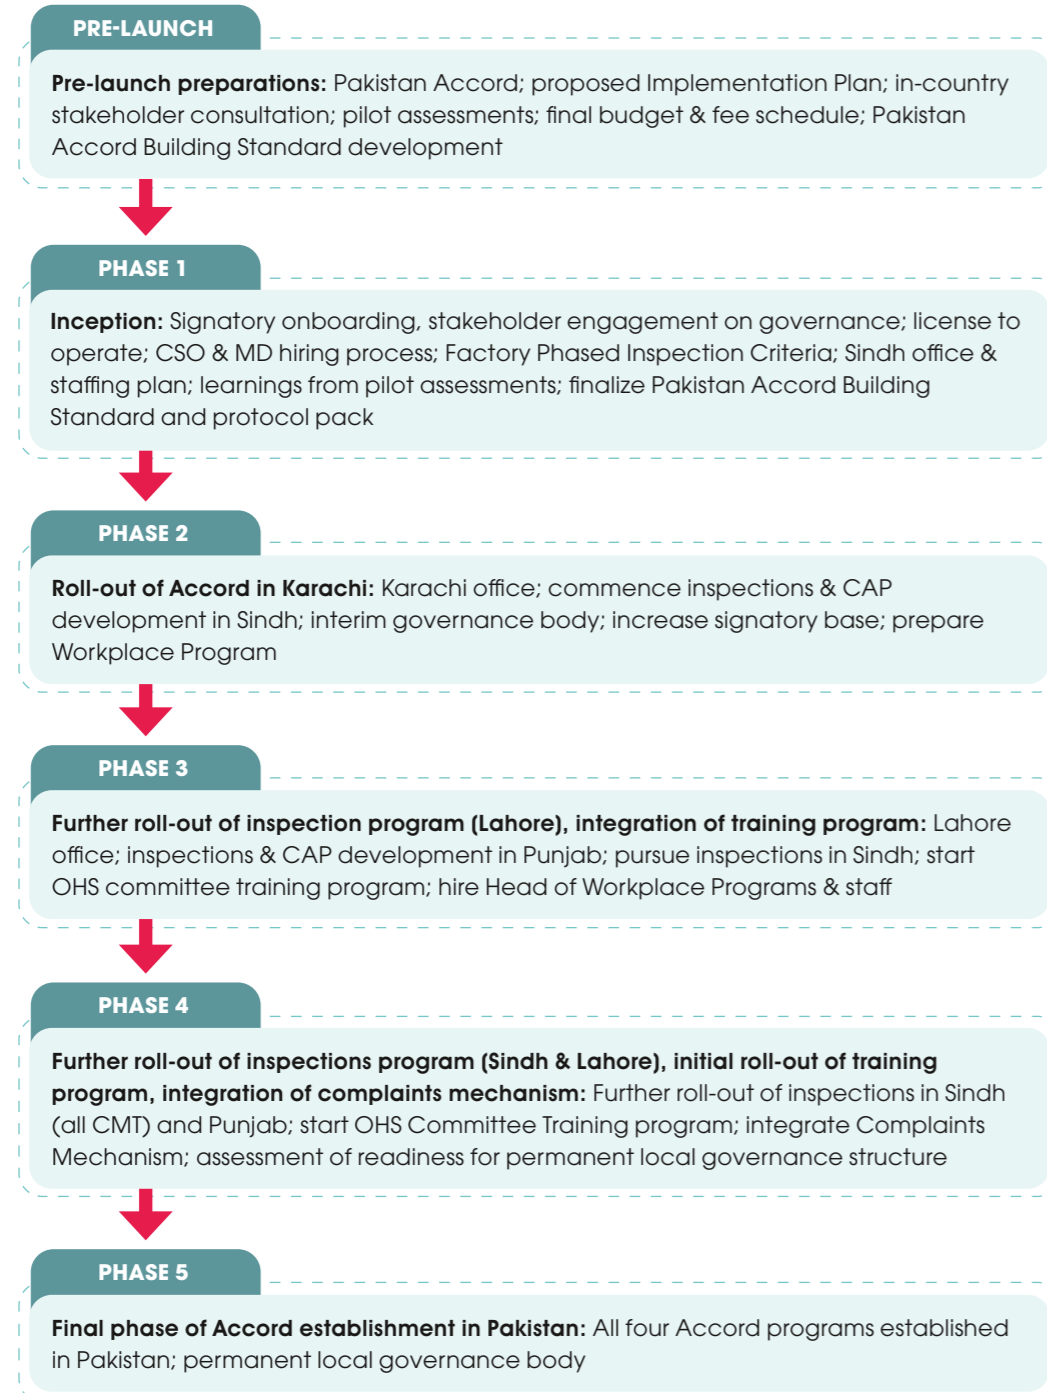 PRE-LAUNCH
Pre-launch preparations: Pakistan Accord; proposed Implementation Plan; in-country
stakeholder consultation; pilot assessments; final budget & fee schedule; Pakistan
Accord Building Standard development
PHASE 1
Inception: Signatory onboarding, stakeholder engagement on governance; license to
operate; CSO & MD hiring process; Factory Phased Inspection Criteria; Sindh office &
staffing plan; learnings from pilot assessments; finalize Pakistan Accord Building
Standard and protocol pack
PHASE 2
Roll-out of Accord in Karachi: Karachi office; commence inspections & CAP
development in Sindh; interim governance body; increase signatory base; prepare
Workplace Program
PHASE 3
Further roll-out of inspection program (Lahore), integration of training program: Lahore
office; inspections & CAP development in Punjab; pursue inspections in Sindh; start
OHS committee training program; hire Head of Workplace Programs & staff
PHASE 4
Further roll-out of inspections program (Sindh & Lahore), initial roll-out of training
program, integration of complaints mechanism: Further roll-out of inspections in Sindh
(all CMT) and Punjab; start OHS Committee Training program; integrate Complaints
Mechanism; assessment of readiness for permanent local governance structure
PHASE 5
Final phase of Accord establishment in Pakistan: All four Accord programs established
in Pakistan; permanent local governance body